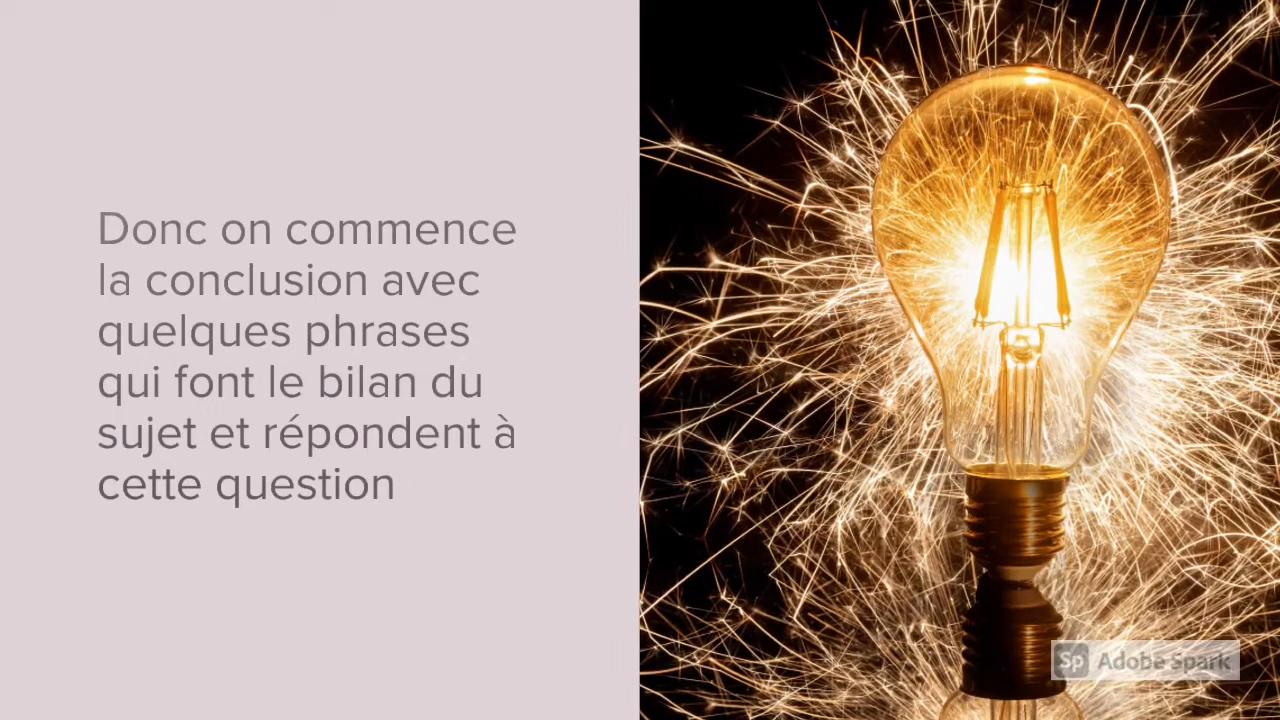 Donc on commence
la conclusion avec
quelques phrases
qui font le bilan du
sujet et répondent à
cette question
Sp Adobe Spark